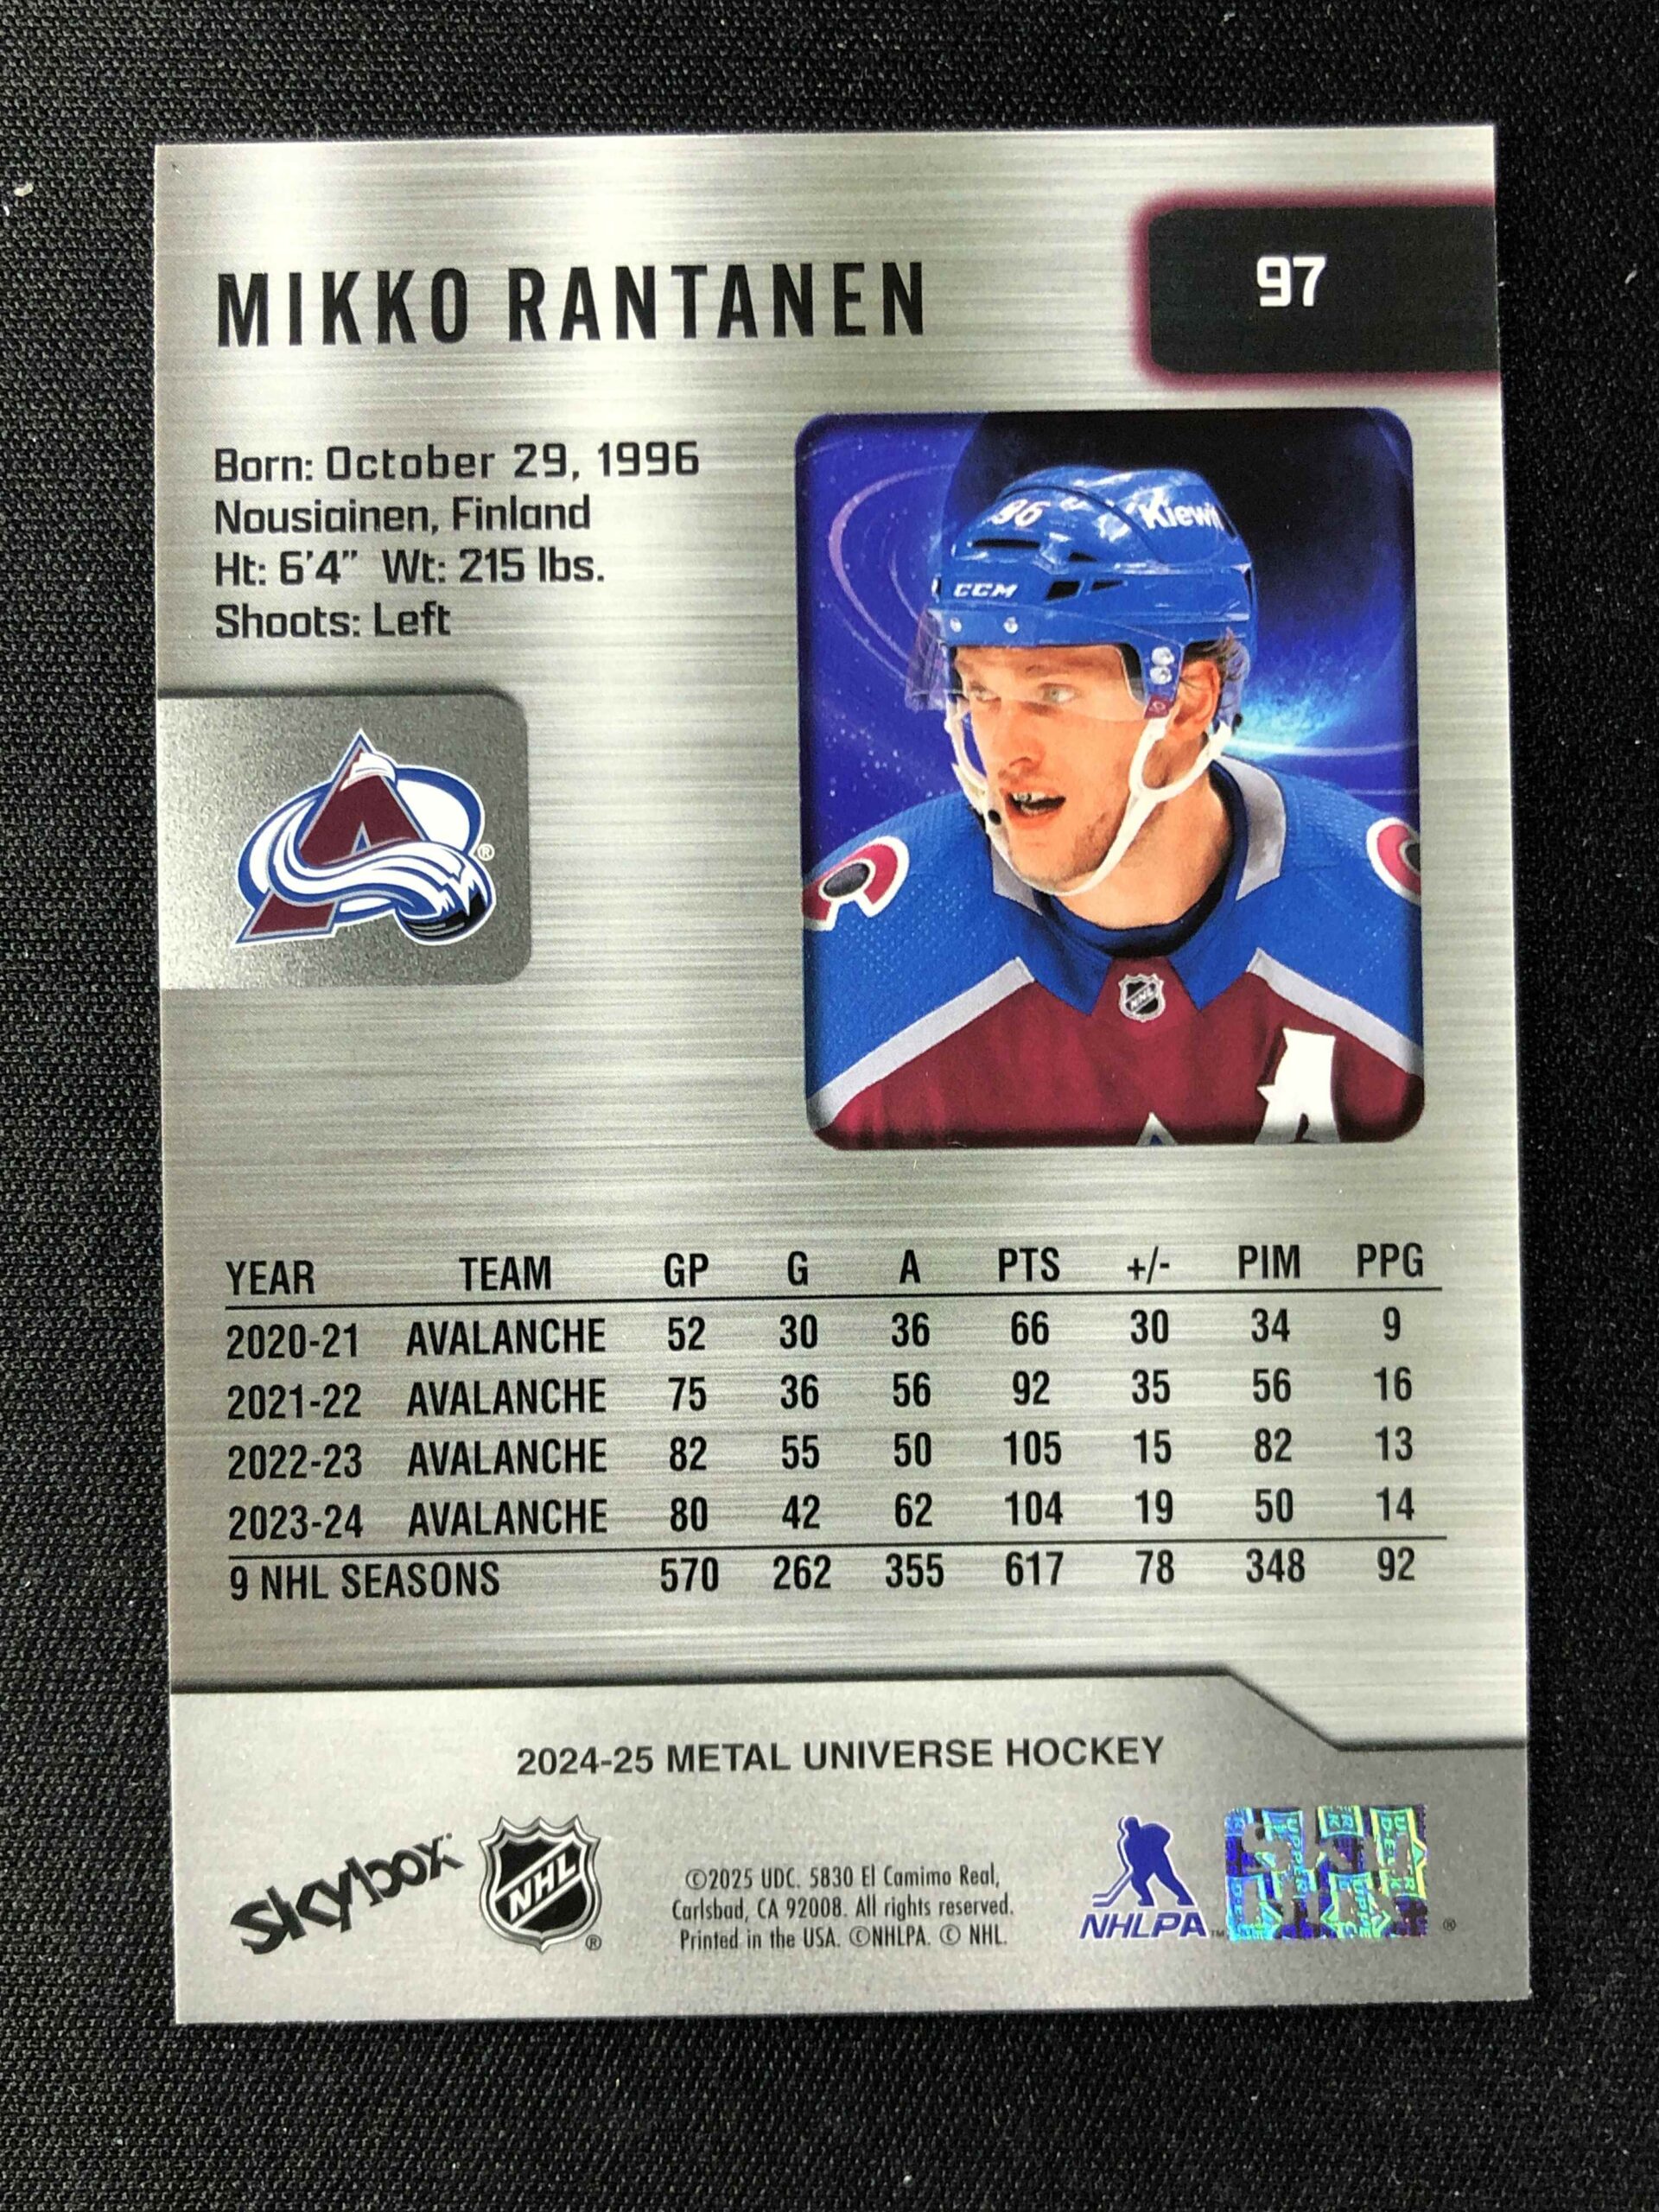 MIKKO RANTANEN
97
Born: October 29, 1996
Nousiainen, Finland
Ht: 6'4" Wt: 215 lbs.
Shoots: Left
96
Kiewit
CCM
NHL
A
®
YEAR TEAM GP G A PTS +/- PIM PPG
2020-21 AVALANCHE 52 30 36 66 30 34 9
2021-22 AVALANCHE 75 36 56 92 35 56 16
2022-23 AVALANCHE 82 55 50 105 15 82 13
2023-24 AVALANCHE 80 42 62 104 19 50 14
9 NHL SEASONS 570 262 355 617 78 348 92
2024-25 METAL UNIVERSE HOCKEY
Skybox
NHL
®
©2025 UDC. 5830 El Camimo Real,
Carlsbad, CA 92008. All rights reserved.
Printed in the USA. ©NHLPA. © NHL.
NHLPA™
®